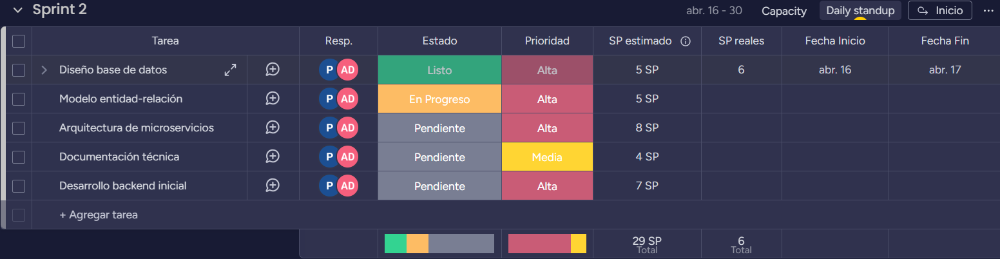 Sprint 2 abr. 16 - 30 Capacity Daily standup Inicio
Tarea Resp. Estado Prioridad SP estimado SP reales Fecha Inicio Fecha Fin
Diseño base de datos P AD Listo Alta 5 SP 6 abr. 16 abr. 17
Modelo entidad-relación P AD En Progreso Alta 5 SP
Arquitectura de microservicios P AD Pendiente Alta 8 SP
Documentación técnica P AD Pendiente Media 4 SP
Desarrollo backend inicial P AD Pendiente Alta 7 SP
+ Agregar tarea
29 SP 6
Total Total